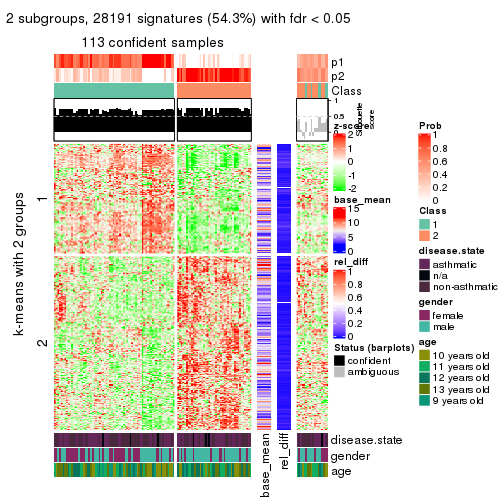 2 subgroups, 28191 signatures (54.3%) with fdr < 0.05
113 confident samples
p1
p2
Class
1
0.5
0
Silhouette
score
k-means with 2 groups
1
2
z-score
2
1
0
-1
-2
base_mean
15
10
5
0
rel_diff
1
0.8
0.6
0.4
0.2
0
Status (barplots)
confident
ambiguous
Prob
1
0.8
0.6
0.4
0.2
0
Class
1
2
disease.state
asthmatic
n/a
non-asthmatic
gender
female
male
age
10 years old
11 years old
12 years old
13 years old
9 years old
disease.state
gender
age
base_mean
rel_diff